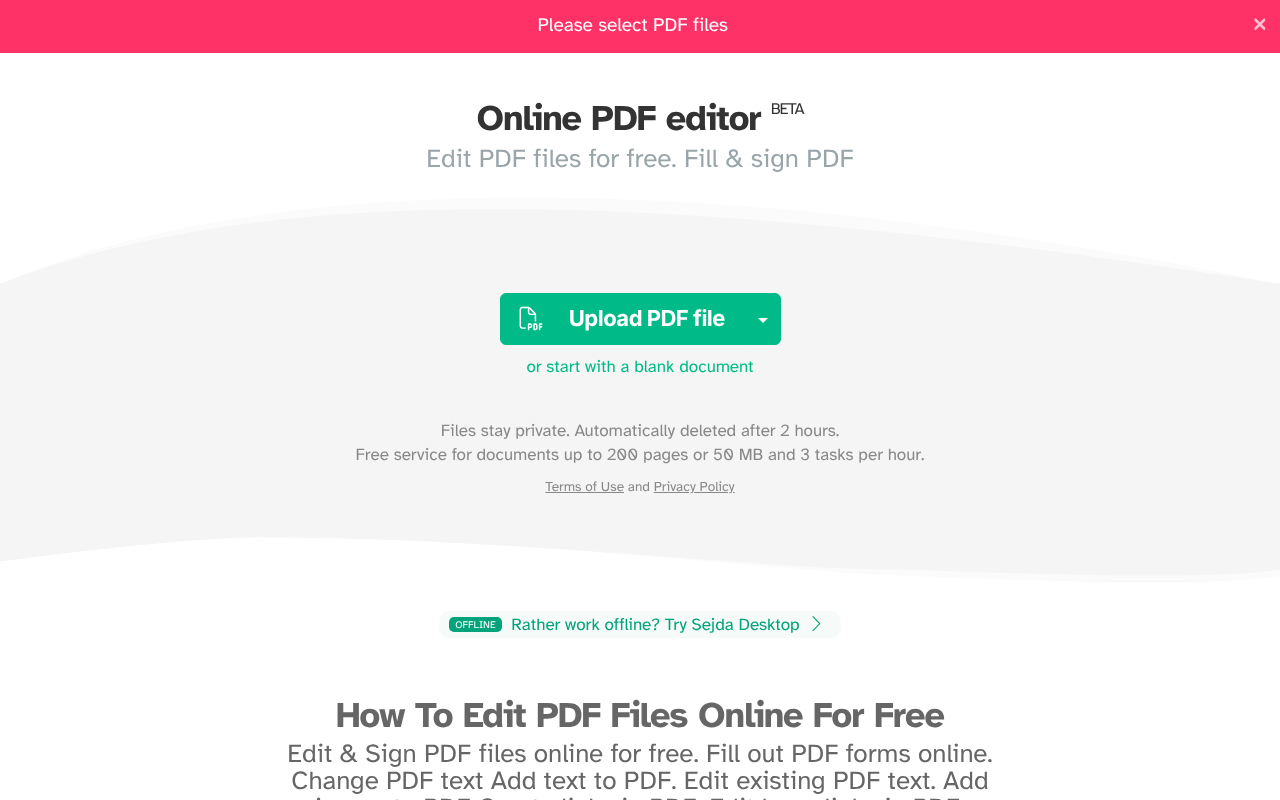 Please select PDF files
×
Online PDF editor BETA
Edit PDF files for free. Fill & sign PDF
PDF Upload PDF file
or start with a blank document
Files stay private. Automatically deleted after 2 hours.
Free service for documents up to 200 pages or 50 MB and 3 tasks per hour.
Terms of Use and Privacy Policy
OFFLINE Rather work offline? Try Sejda Desktop
How To Edit PDF Files Online For Free
Edit & Sign PDF files online for free. Fill out PDF forms online.
Change PDF text Add text to PDF. Edit existing PDF text. Add